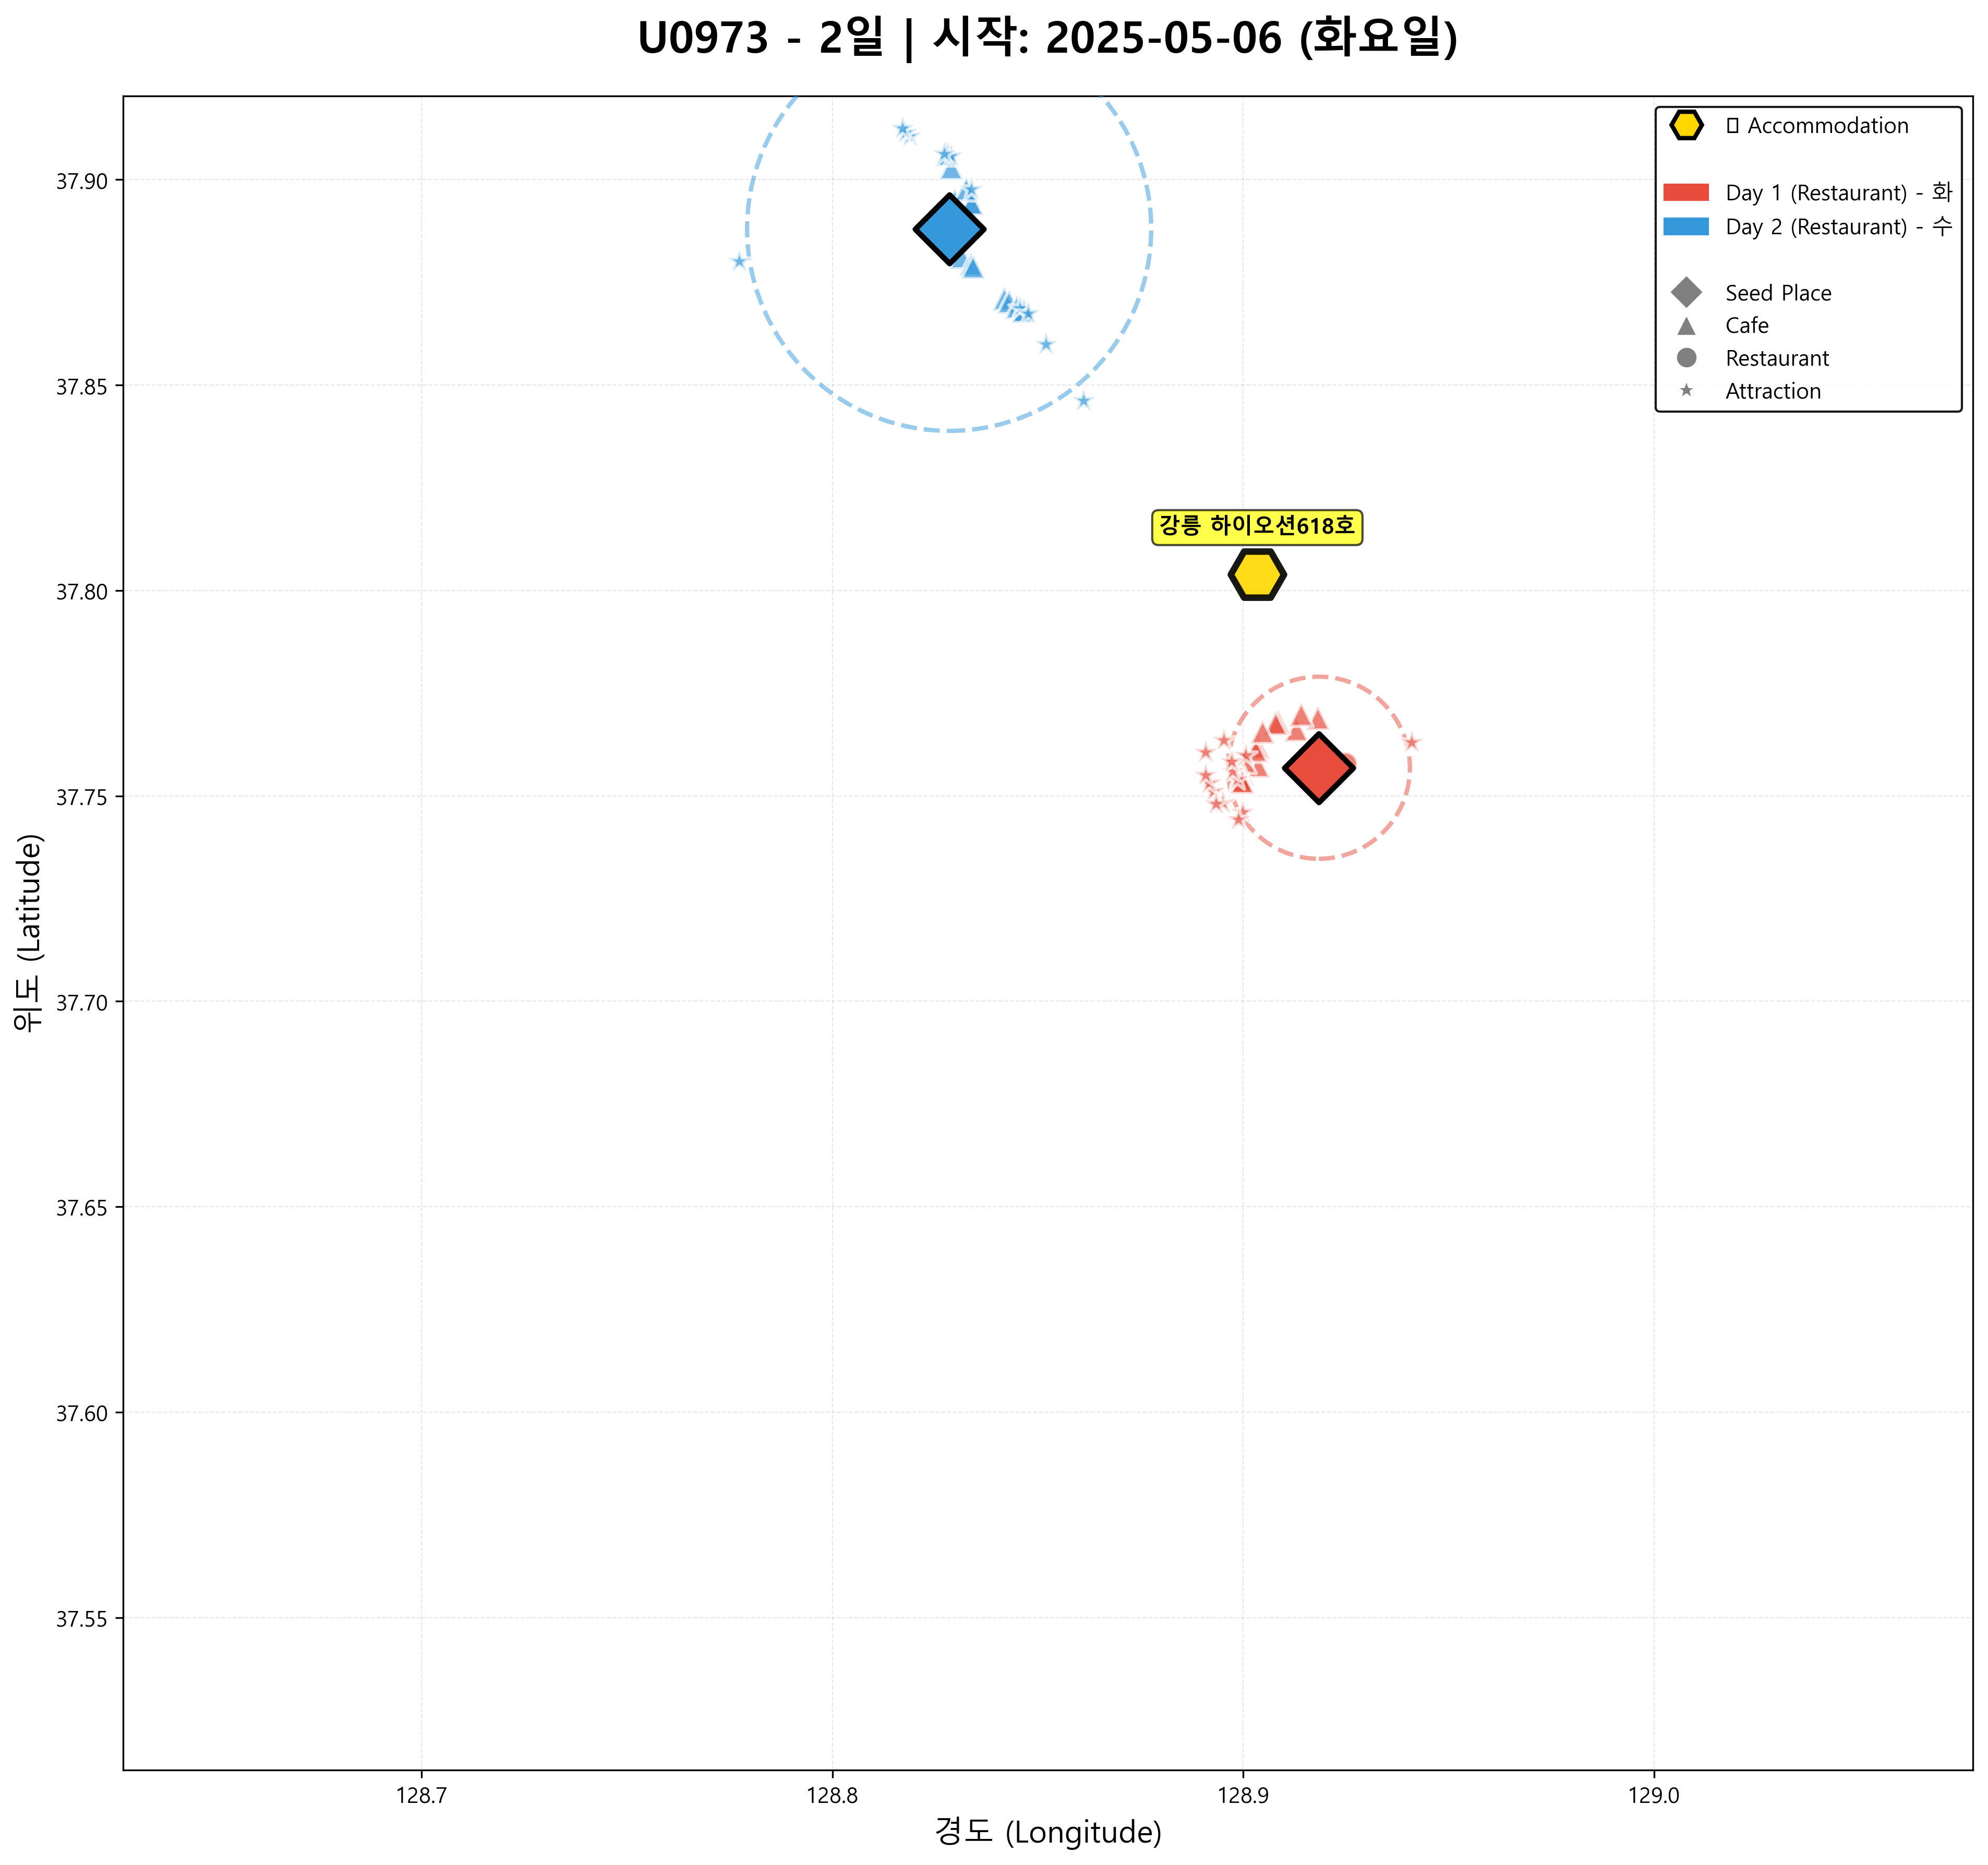 U0973 - 2일 | 시작: 2025-05-06 (화요일)
Accommodation
Day 1 (Restaurant) - 화
Day 2 (Restaurant) - 수
Seed Place
Cafe
Restaurant
Attraction
강릉 하이오션618호
위도 (Latitude)
37.90
37.85
37.80
37.75
37.70
37.65
37.60
37.55
128.7
128.8
128.9
129.0
경도 (Longitude)